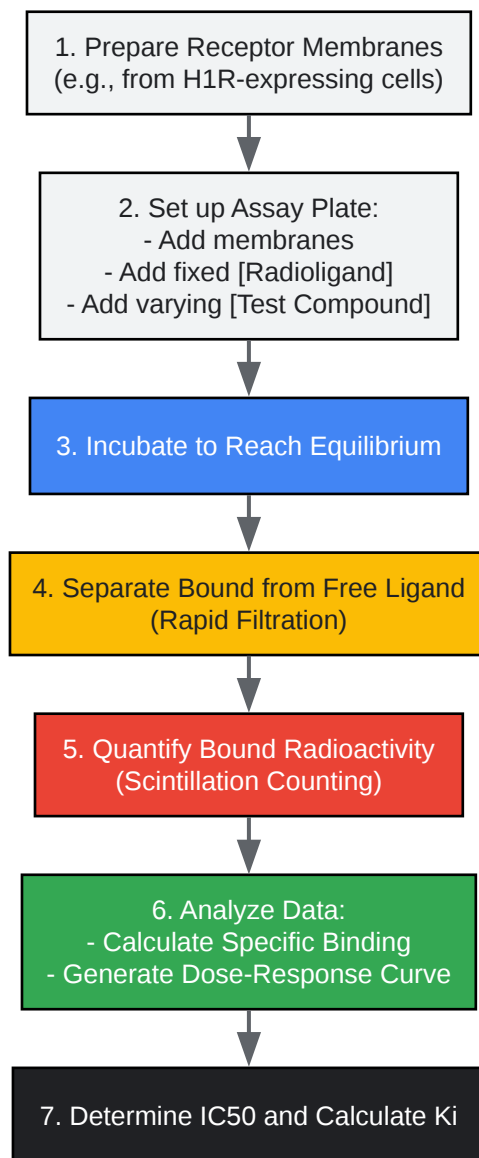 1. Prepare Receptor Membranes
(e.g., from H1R-expressing cells)
2. Set up Assay Plate:
- Add membranes
- Add fixed [Radioligand]
- Add varying [Test Compound]
3. Incubate to Reach Equilibrium
4. Separate Bound from Free Ligand
(Rapid Filtration)
5. Quantify Bound Radioactivity
(Scintillation Counting)
6. Analyze Data:
- Calculate Specific Binding
- Generate Dose-Response Curve
7. Determine IC50 and Calculate Ki